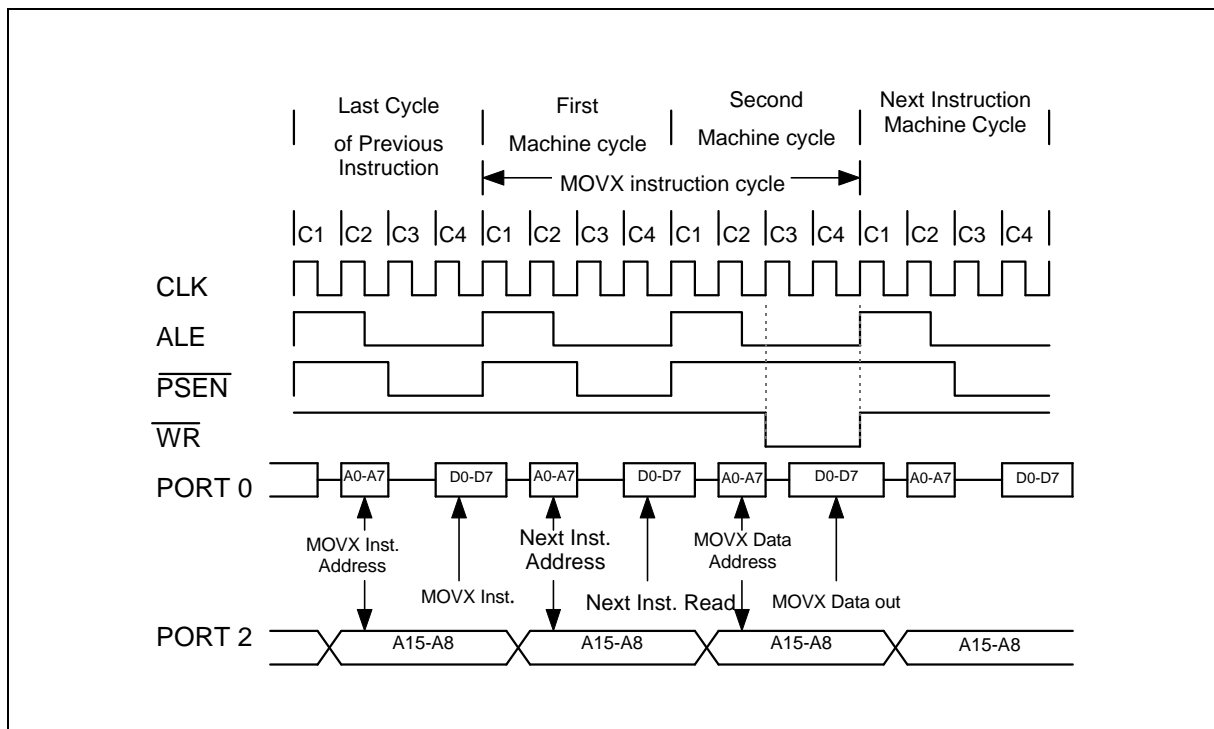 Last Cycle
of Previous
Instruction
First
Machine cycle
Second
Machine cycle
Next Instruction
Machine Cycle
MOVX instruction cycle
C1 C2 C3 C4 C1 C2 C3 C4 C1 C2 C3 C4 C1 C2 C3 C4
CLK
ALE
PSEN
WR
PORT 0
A0-A7 D0-D7 A0-A7 D0-D7 A0-A7 D0-D7 A0-A7 D0-D7
MOVX Inst.
Address
MOVX Inst.
Next Inst.
Address
Next Inst. Read
MOVX Data
Address
MOVX Data out
PORT 2
A15-A8 A15-A8 A15-A8 A15-A8